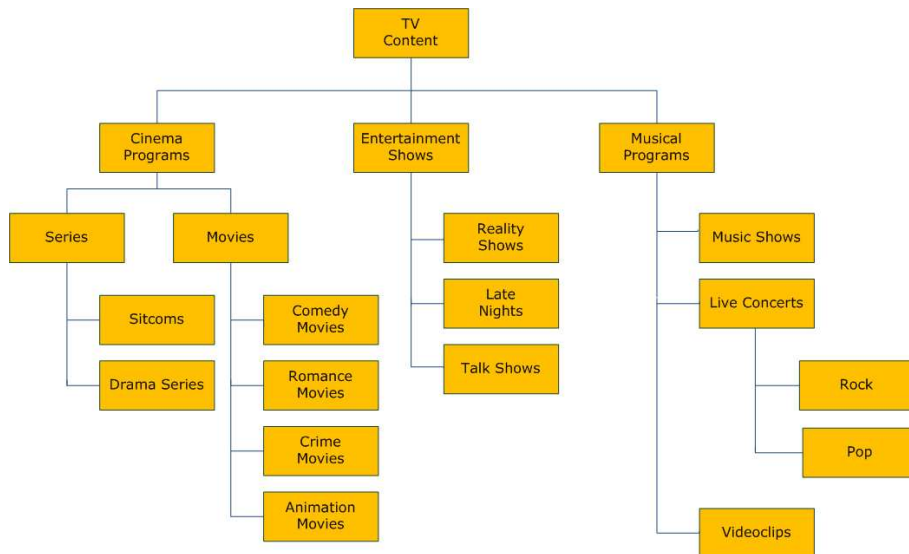 TV
Content
Cinema
Programs
Entertainment
Shows
Musical
Programs
Series
Movies
Reality
Shows
Music Shows
Sitcoms
Comedy
Movies
Late
Nights
Live Concerts
Drama Series
Romance
Movies
Talk Shows
Rock
Crime
Movies
Pop
Animation
Movies
Videoclips